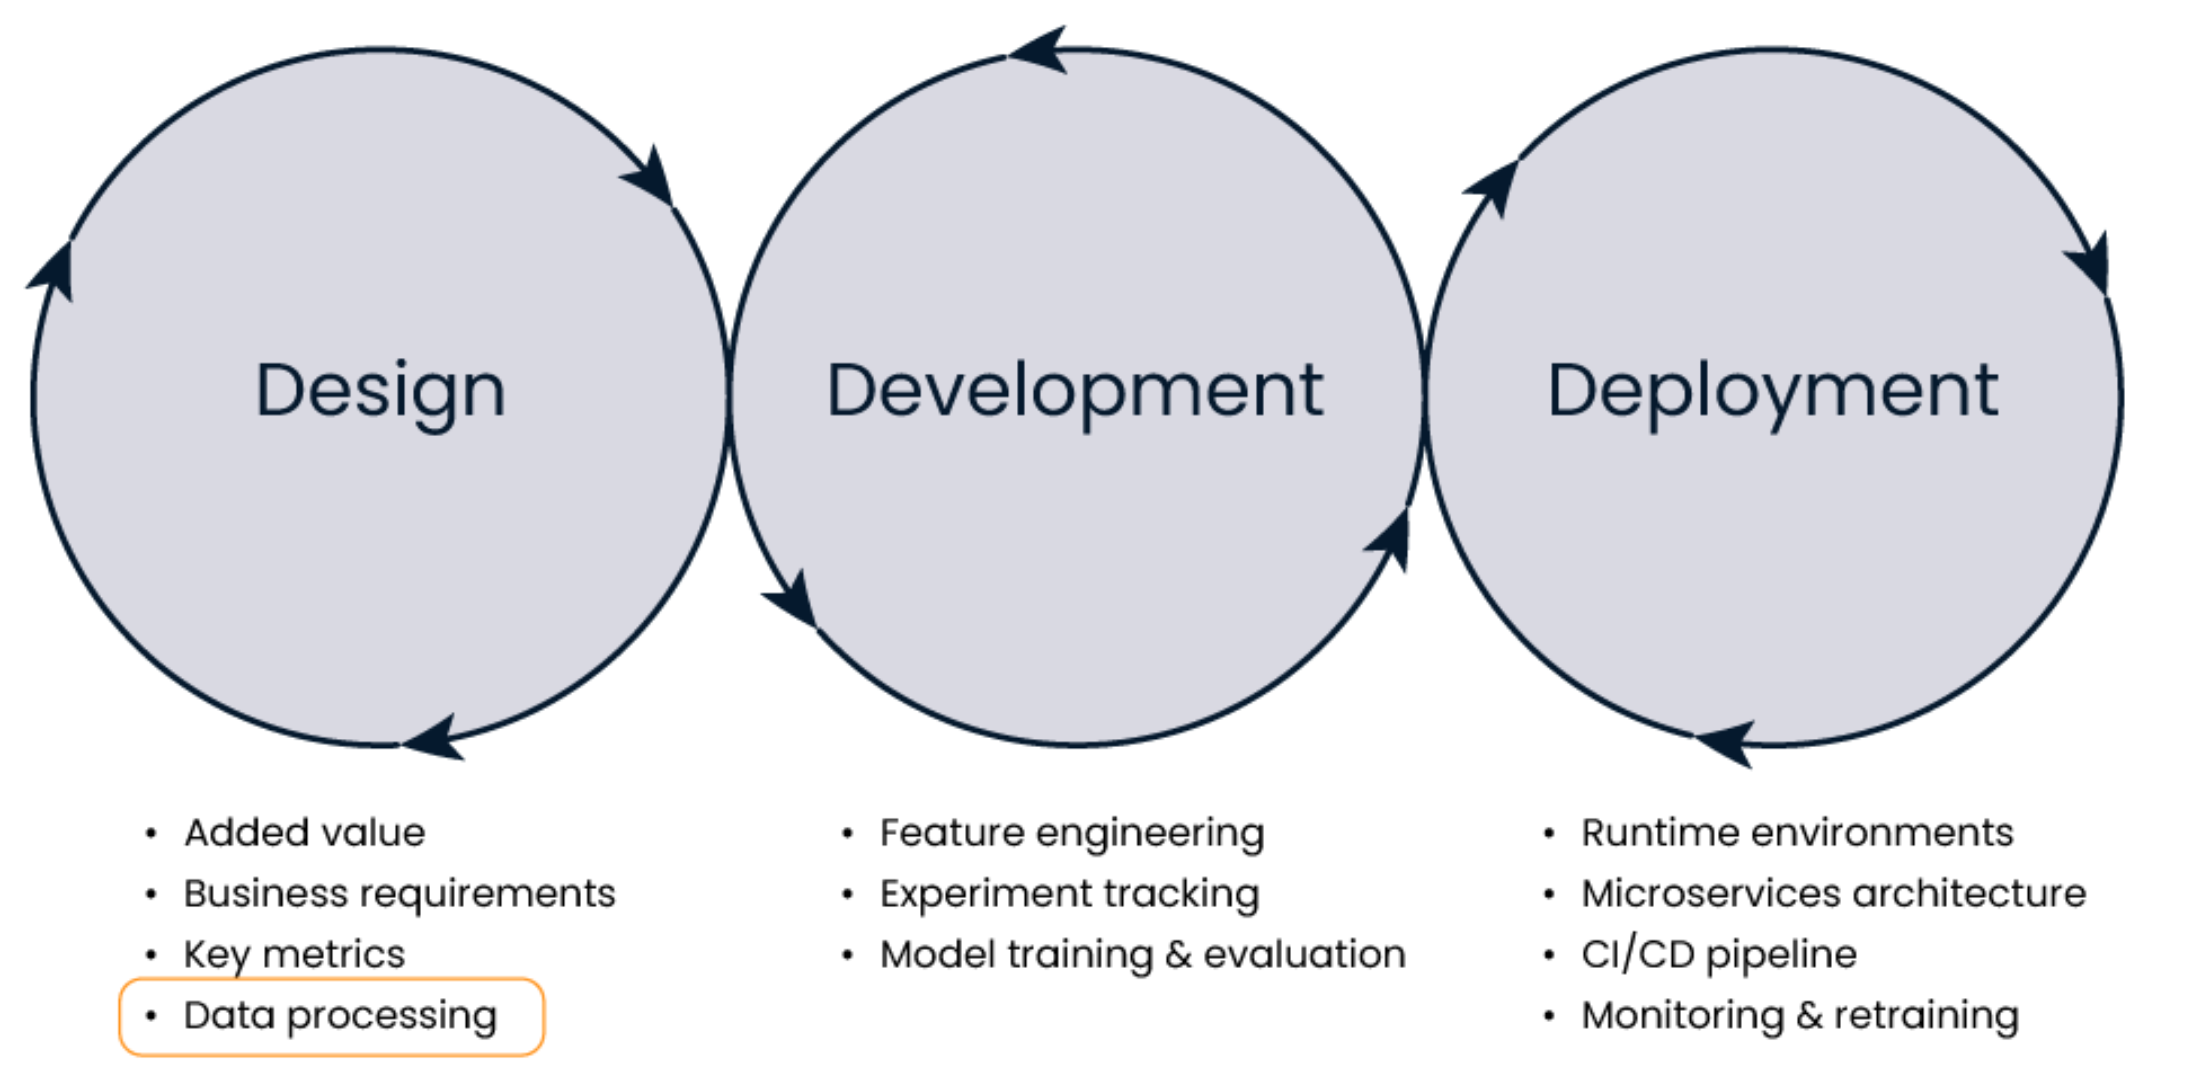 Design
Development
Deployment
• Added value
• Business requirements
• Key metrics
• Data processing
• Feature engineering
• Experiment tracking
• Model training & evaluation
• Runtime environments
• Microservices architecture
• CI/CD pipeline
• Monitoring & retraining